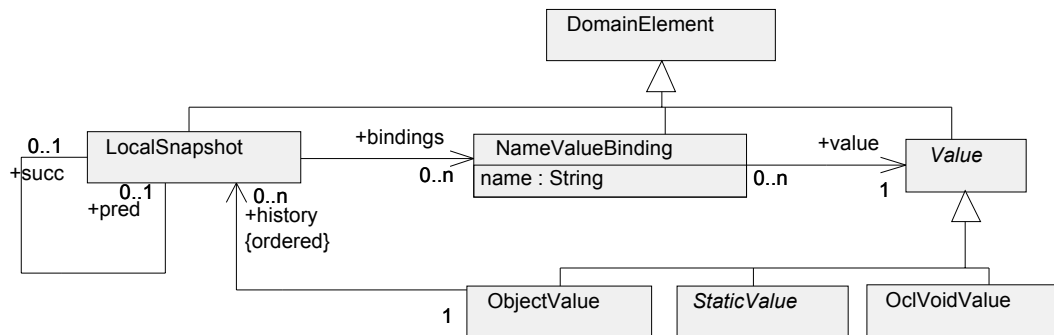 DomainElement
0..1
LocalSnapshot
+bindings
NameValueBinding
+value
Value
+succ
0..1
0..n
0..n
name : String
0..n
1
+pred
+history
{ordered}
1
ObjectValue
StaticValue
OclVoidValue